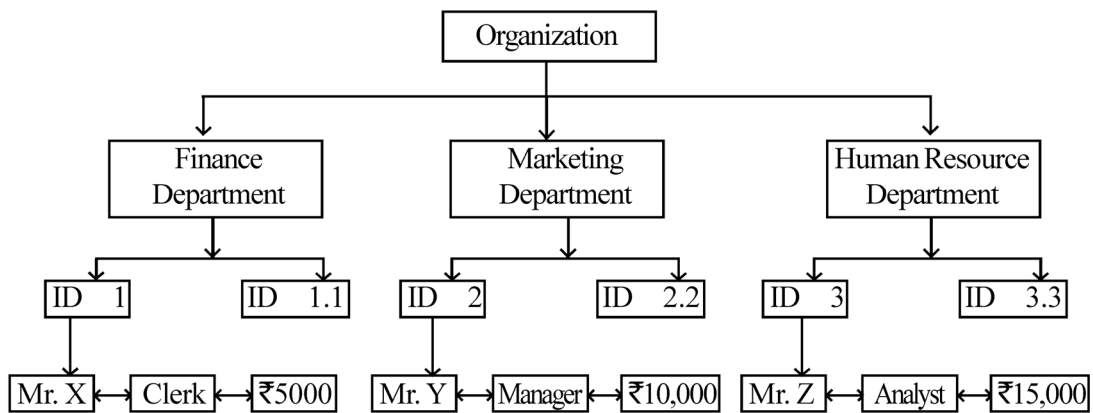 Organization
Finance
Department
Marketing
Department
Human Resource
Department
ID 1
ID 1.1
ID 2
ID 2.2
ID 3
ID 3.3
Mr. X
Clerk
₹5000
Mr. Y
Manager
₹10,000
Mr. Z
Analyst
₹15,000